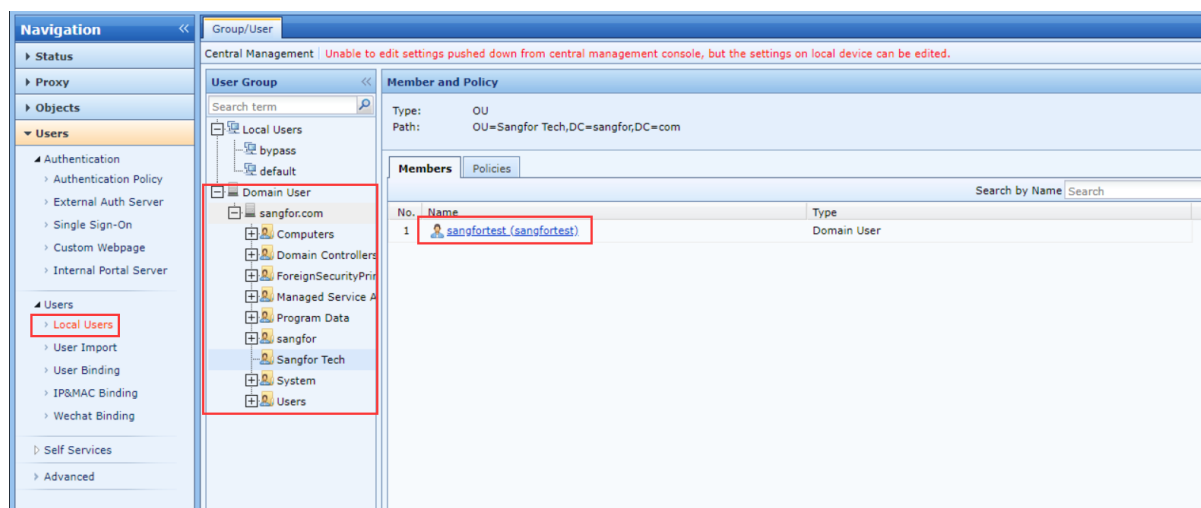 Navigation
Status
Proxy
Objects
Users
Authentication
Authentication Policy
External Auth Server
Single Sign-On
Custom Webpage
Internal Portal Server
Users
Local Users
User Import
User Binding
IP&MAC Binding
Wechat Binding
Self Services
Advanced
Group/User
Central Management Unable to edit settings pushed down from central management console, but the settings on local device can be edited.
User Group
Search term
Local Users
bypass
default
Domain User
sangfor.com
Computers
Domain Controllers
ForeignSecurityPrin
Managed Service A
Program Data
sangfor
Sangfor Tech
System
Users
Member and Policy
Type: OU
Path: OU=Sangfor Tech,DC=sangfor,DC=com
Members Policies
Search by Name Search
No. Name Type
1 sangfortest (sangfortest) Domain User